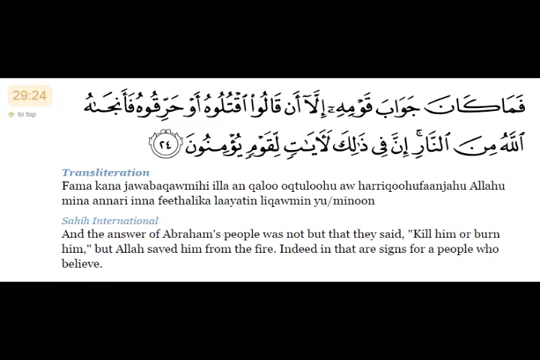 29:24
to top
فَمَا كَانَ جَوَابَ قَوْمِهِۦٓ إِلَّآ أَن قَالُوا۟ ٱقْتُلُوهُ أَوْ حَرِّقُوهُ فَأَنجَىٰهُ
ٱللَّهُ مِنَ ٱلنَّارِ ۚ إِنَّ فِى ذَٰلِكَ لَءَايَـٰتٍ لِّقَوْمٍ يُؤْمِنُونَ ٢٤
Transliteration
Fama kana jawabaqawmihi illa an qaloo oqtuloohu aw harriqoohufaanjahu Allahu
mina annari inna feethalika laayatin liqawmin yu/minoon
Sahih International
And the answer of Abraham's people was not but that they said, "Kill him or burn
him," but Allah saved him from the fire. Indeed in that are signs for a people who
believe.